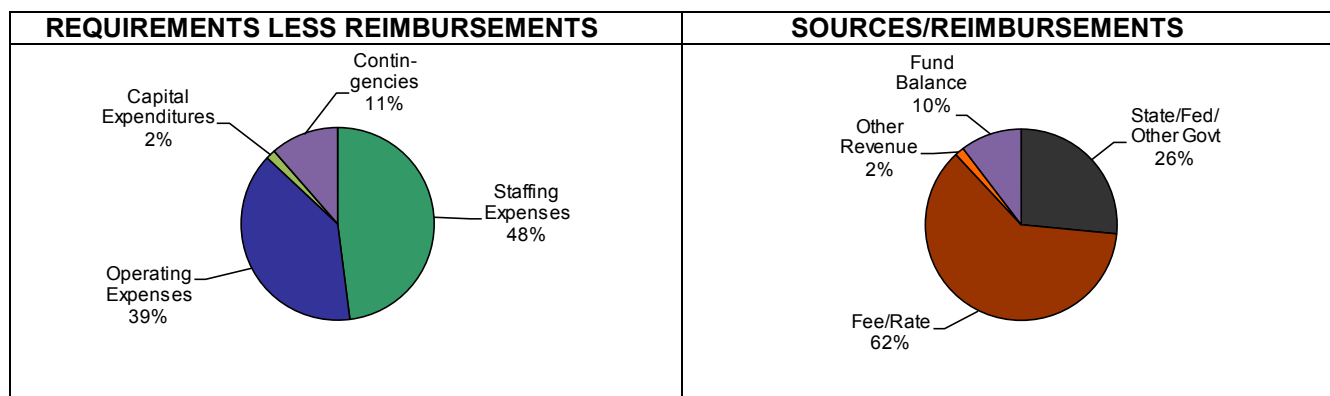 REQUIREMENTS LESS REIMBURSEMENTS
Contin-
gencies
11%
Capital
Expenditures
2%
Staffing
Expenses
48%
Operating
Expenses
39%
SOURCES/REIMBURSEMENTS
Fund
Balance
10%
State/Fed/
Other Govt
26%
Other
Revenue
2%
Fee/Rate
62%